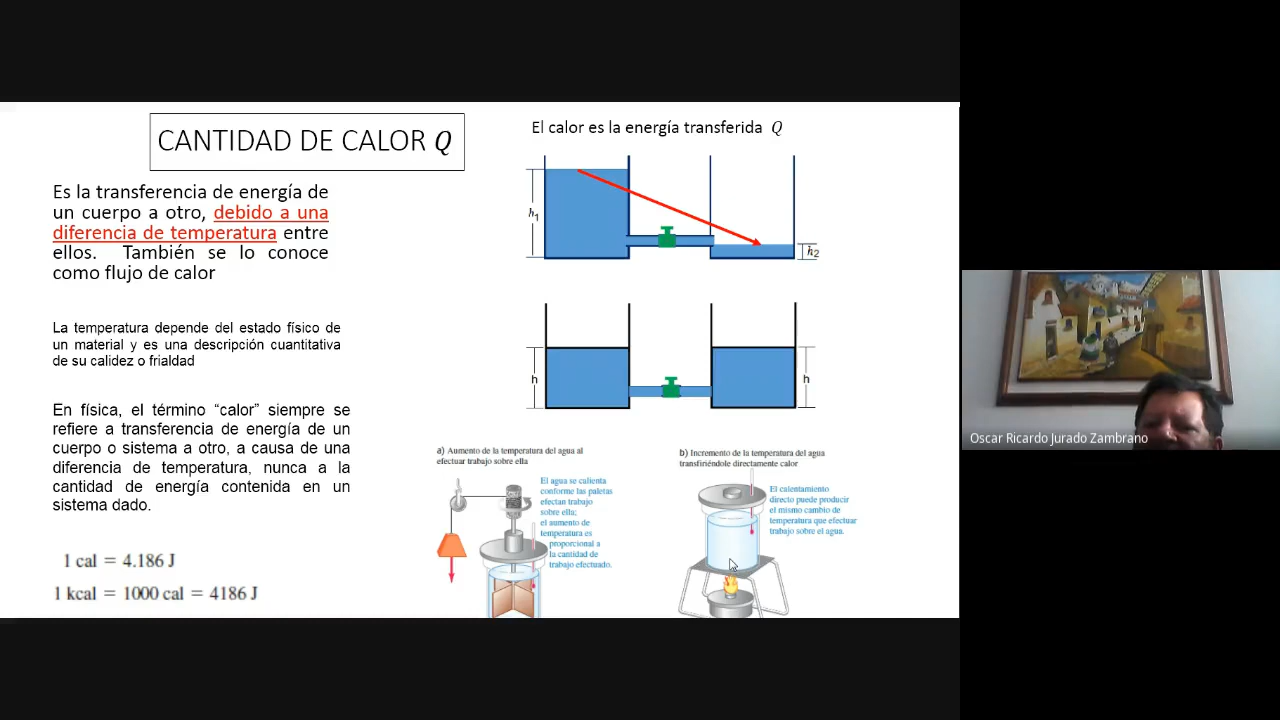 CANTIDAD DE CALOR Q
Es la transferencia de energía de
un cuerpo a otro, debido a una
diferencia de temperatura entre
ellos. También se lo conoce
como flujo de calor
La temperatura depende del estado físico de
un material y es una descripción cuantitativa
de su calidez o frialdad
En física, el término “calor” siempre se
refiere a transferencia de energía de un
cuerpo o sistema a otro, a causa de una
diferencia de temperatura, nunca a la
cantidad de energía contenida en un
sistema dado.
1 cal = 4.186 J
1 kcal = 1000 cal = 4186 J
El calor es la energía transferida Q
h₁
h₂
h
h
a) Aumento de la temperatura del agua al
efectuar trabajo sobre ella
El agua se calienta
conforme las paletas
efectan trabajo
sobre ella;
el aumento de
temperatura es
proporcional a
la cantidad de
trabajo efectuado.
b) Incremento de la temperatura del agua
transfiriéndole directamente calor
El calentamiento
directo puede producir
el mismo cambio de
temperatura que efectuar
trabajo sobre el agua.
Oscar Ricardo Jurado Zambrano